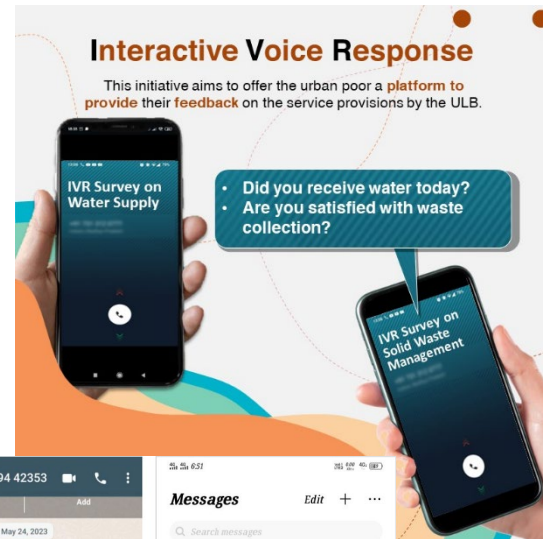 Interactive Voice Response
This initiative aims to offer the urban poor a platform to
provide their feedback on the service provisions by the ULB.
IVR Survey on
Water Supply
• Did you receive water today?
• Are you satisfied with waste
collection?
IVR Survey on
Solid Waste
Management
94 42353
Add
May 24, 2023
6:51
Messages
Edit + ...
Search messages